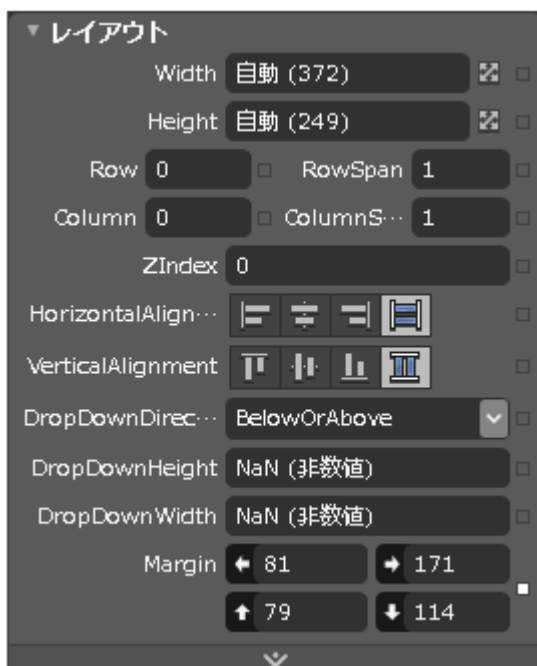 レイアウト
Width 自動 (372)
Height 自動 (249)
Row 0 RowSpan 1
Column 0 ColumnS… 1
ZIndex 0
HorizontalAlign…
VerticalAlignment
DropDownDirec… BelowOrAbove
DropDownHeight NaN (非数値)
DropDownWidth NaN (非数値)
Margin 81 171
79 114